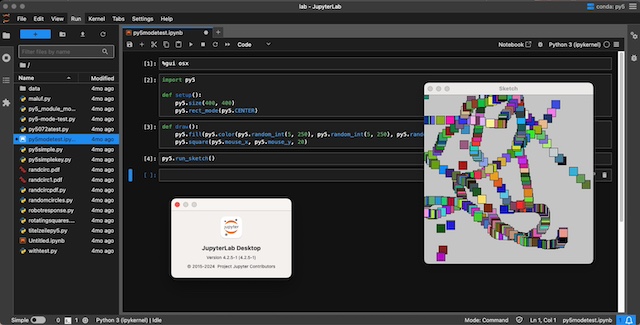 lab - JupyterLab
conda: py5
File Edit View Run Kernel Tabs Settings Help
py5modetest.ipynb
Filter files by name
Code
Notebook
Python 3 (ipykernel)
/
Name Modified
data 4mo ago
maluf.py 4mo ago
py5_module_mo... 4mo ago
py5-mode-test.py 4mo ago
py5072atest.py 4mo ago
py5modetest.ipy... 4mo ago
py5simple.py 4mo ago
py5simplekey.py 4mo ago
randcirc.pdf 4mo ago
randcirc1.pdf 4mo ago
randcircpdf.py 4mo ago
randomcircles.py 4mo ago
robotresponse.py 4mo ago
rotatingsquares.... 4mo ago
titelzeilepy5.py 4mo ago
Untitled.ipynb 4mo ago
withtest.py 4mo ago
[1]: %gui osx
[2]: import py5
def setup():
py5.size(400, 400)
py5.rect_mode(py5.CENTER)
[3]: def draw():
py5.fill(py5.color(py5.random_int(5, 250), py5.random_int(5, 250), py5.rand
py5.square(py5.mouse_x, py5.mouse_y, 20)
[4]: py5.run_sketch()
[ ]:
Sketch
jupyter
JupyterLab Desktop
Version 4.2.5-1 (4.2.5-1)
© 2015-2024 Project Jupyter Contributors
Simple 0 1 Python 3 (ipykernel) | Idle
Mode: Command
Ln 1, Col 1
py5modetest.ipynb
1